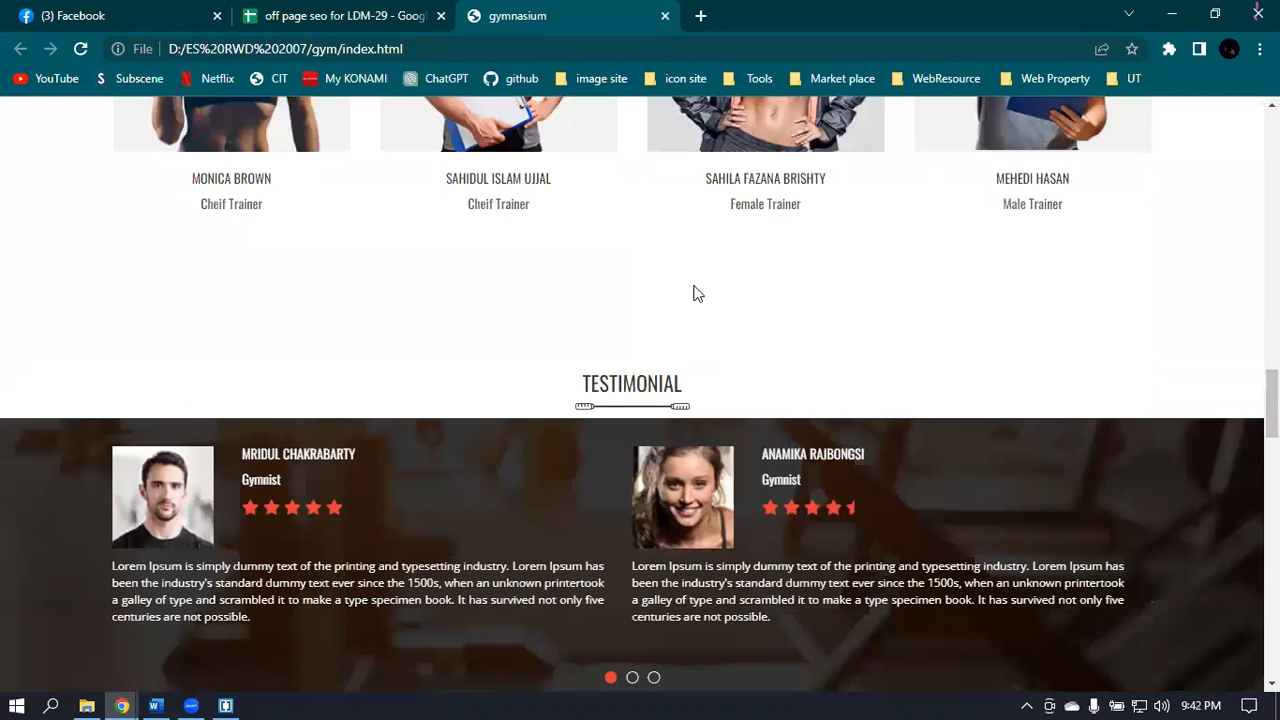 (3) Facebook
off page seo for LDM-29 - Googl
gymnasium
File D:/ES%20RWD%202007/gym/index.html
YouTube Subscene Netflix CIT My KONAMI ChatGPT github image site icon site Tools Market place WebResource Web Property UT
MONICA BROWN
Cheif Trainer
SAHIDUL ISLAM UJJAL
Cheif Trainer
SAHILA FAZANA BRISHTY
Female Trainer
MEHEDI HASAN
Male Trainer
TESTIMONIAL
MRIDUL CHAKRABARTY
Gymnist
Lorem Ipsum is simply dummy text of the printing and typesetting industry. Lorem Ipsum has
been the industry's standard dummy text ever since the 1500s, when an unknown printertook
a galley of type and scrambled it to make a type specimen book. It has survived not only five
centuries are not possible.
ANAMIKA RAJBONGSI
Gymnist
Lorem Ipsum is simply dummy text of the printing and typesetting industry. Lorem Ipsum has
been the industry's standard dummy text ever since the 1500s, when an unknown printertook
a galley of type and scrambled it to make a type specimen book. It has survived not only five
centuries are not possible.
9:42 PM